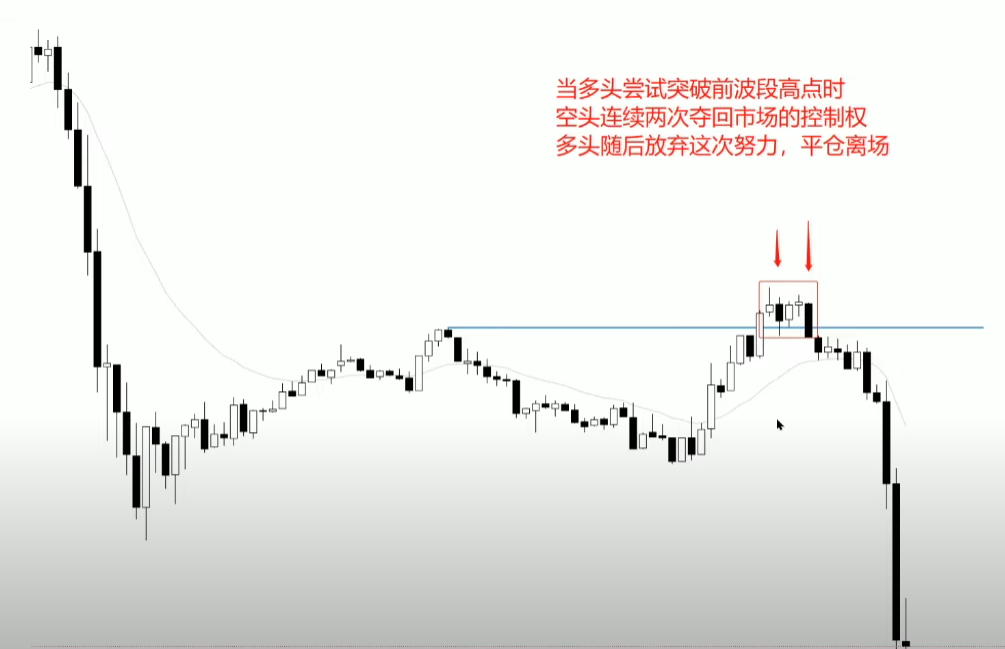 当多头尝试突破前波段高点时
空头连续两次夺回市场的控制权
多头随后放弃这次努力，平仓离场